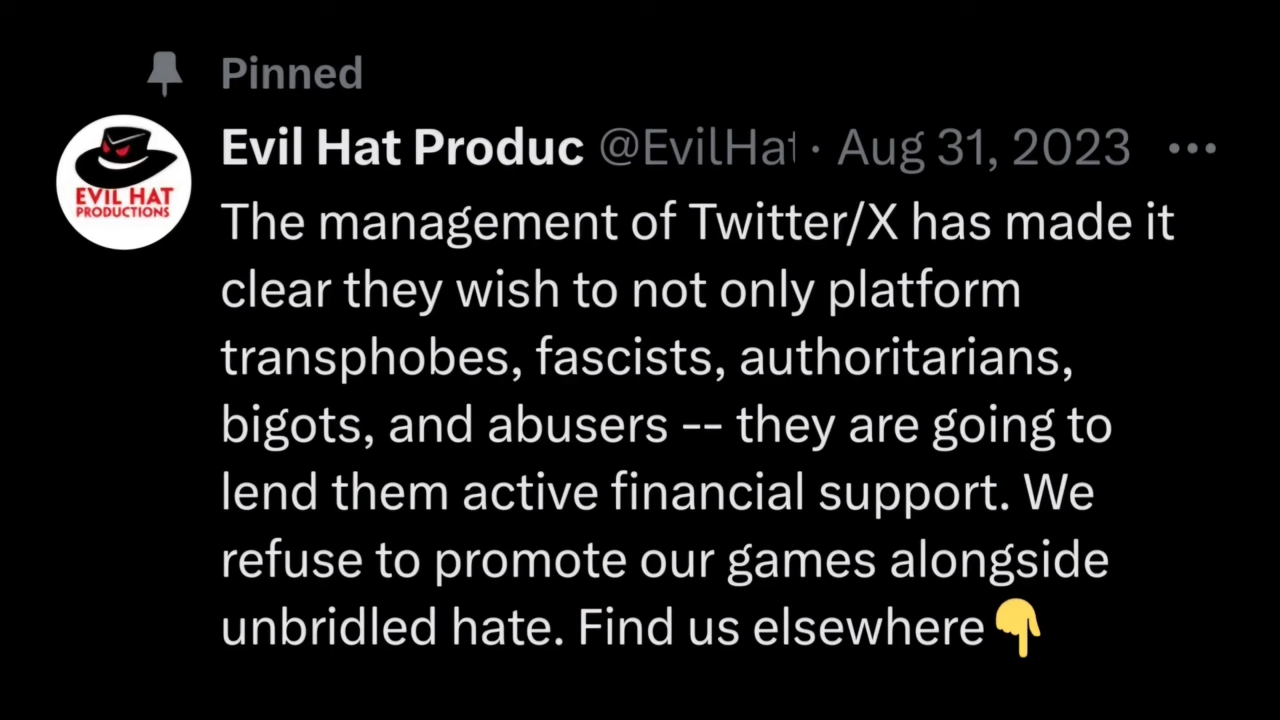 Pinned
Evil Hat Produc @EvilHat · Aug 31, 2023
EVIL HAT
PRODUCTIONS
The management of Twitter/X has made it
clear they wish to not only platform
transphobes, fascists, authoritarians,
bigots, and abusers -- they are going to
lend them active financial support. We
refuse to promote our games alongside
unbridled hate. Find us elsewhere👇